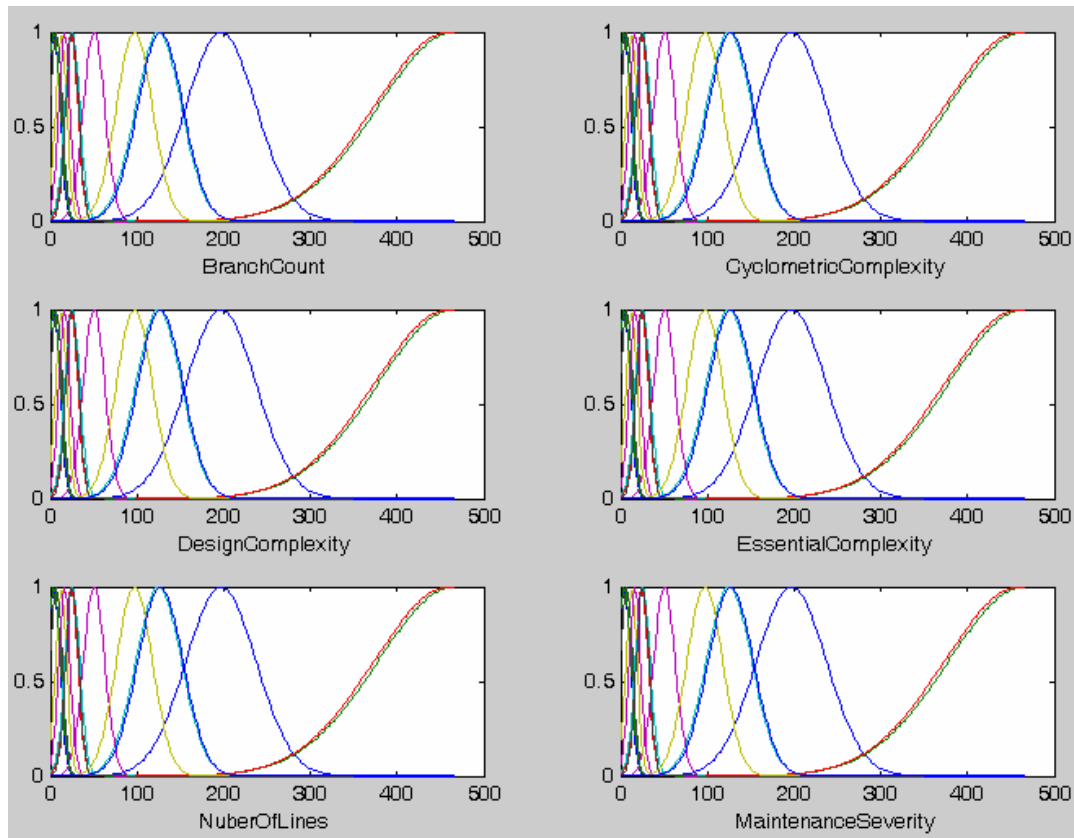 1
0.5
0
0 100 200 300 400 500
BranchCount
1
0.5
0
0 100 200 300 400 500
CyclometricComplexity
1
0.5
0
0 100 200 300 400 500
DesignComplexity
1
0.5
0
0 100 200 300 400 500
EssentialComplexity
1
0.5
0
0 100 200 300 400 500
NuberOfLines
1
0.5
0
0 100 200 300 400 500
MaintenanceSeverity